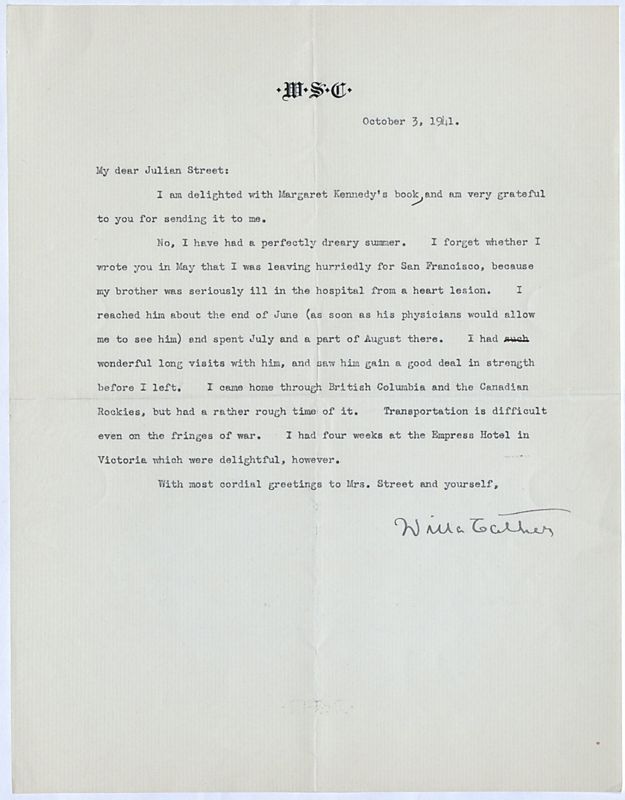 ·W·S·C·
October 3, 1941.
My dear Julian Street:
I am delighted with Margaret Kennedy's book, and am very grateful
to you for sending it to me.
No, I have had a perfectly dreary summer. I forget whether I
wrote you in May that I was leaving hurriedly for San Francisco, because
my brother was seriously ill in the hospital from a heart lesion. I
reached him about the end of June (as soon as his physicians would allow
me to see him) and spent July and a part of August there. I had such
wonderful long visits with him, and saw him gain a good deal in strength
before I left. I came home through British Columbia and the Canadian
Rockies, but had a rather rough time of it. Transportation is difficult
even on the fringes of war. I had four weeks at the Empress Hotel in
Victoria which were delightful, however.
With most cordial greetings to Mrs. Street and yourself,
Willa Cather